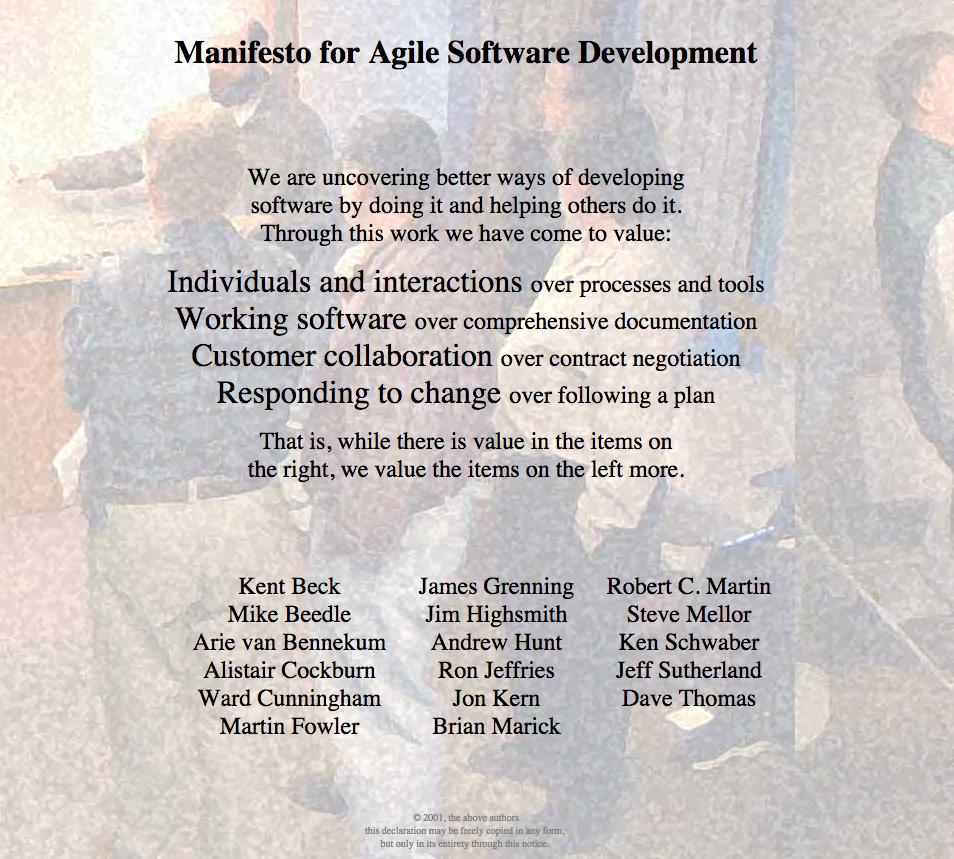 Manifesto for Agile Software Development
We are uncovering better ways of developing
software by doing it and helping others do it.
Through this work we have come to value:
Individuals and interactions over processes and tools
Working software over comprehensive documentation
Customer collaboration over contract negotiation
Responding to change over following a plan
That is, while there is value in the items on
the right, we value the items on the left more.
Kent Beck
Mike Beedle
Arie van Bennekum
Alistair Cockburn
Ward Cunningham
Martin Fowler
James Grenning
Jim Highsmith
Andrew Hunt
Ron Jeffries
Jon Kern
Brian Marick
Robert C. Martin
Steve Mellor
Ken Schwaber
Jeff Sutherland
Dave Thomas
© 2001, the above authors
this declaration may be freely copied in any form,
but only in its entirety through this notice.